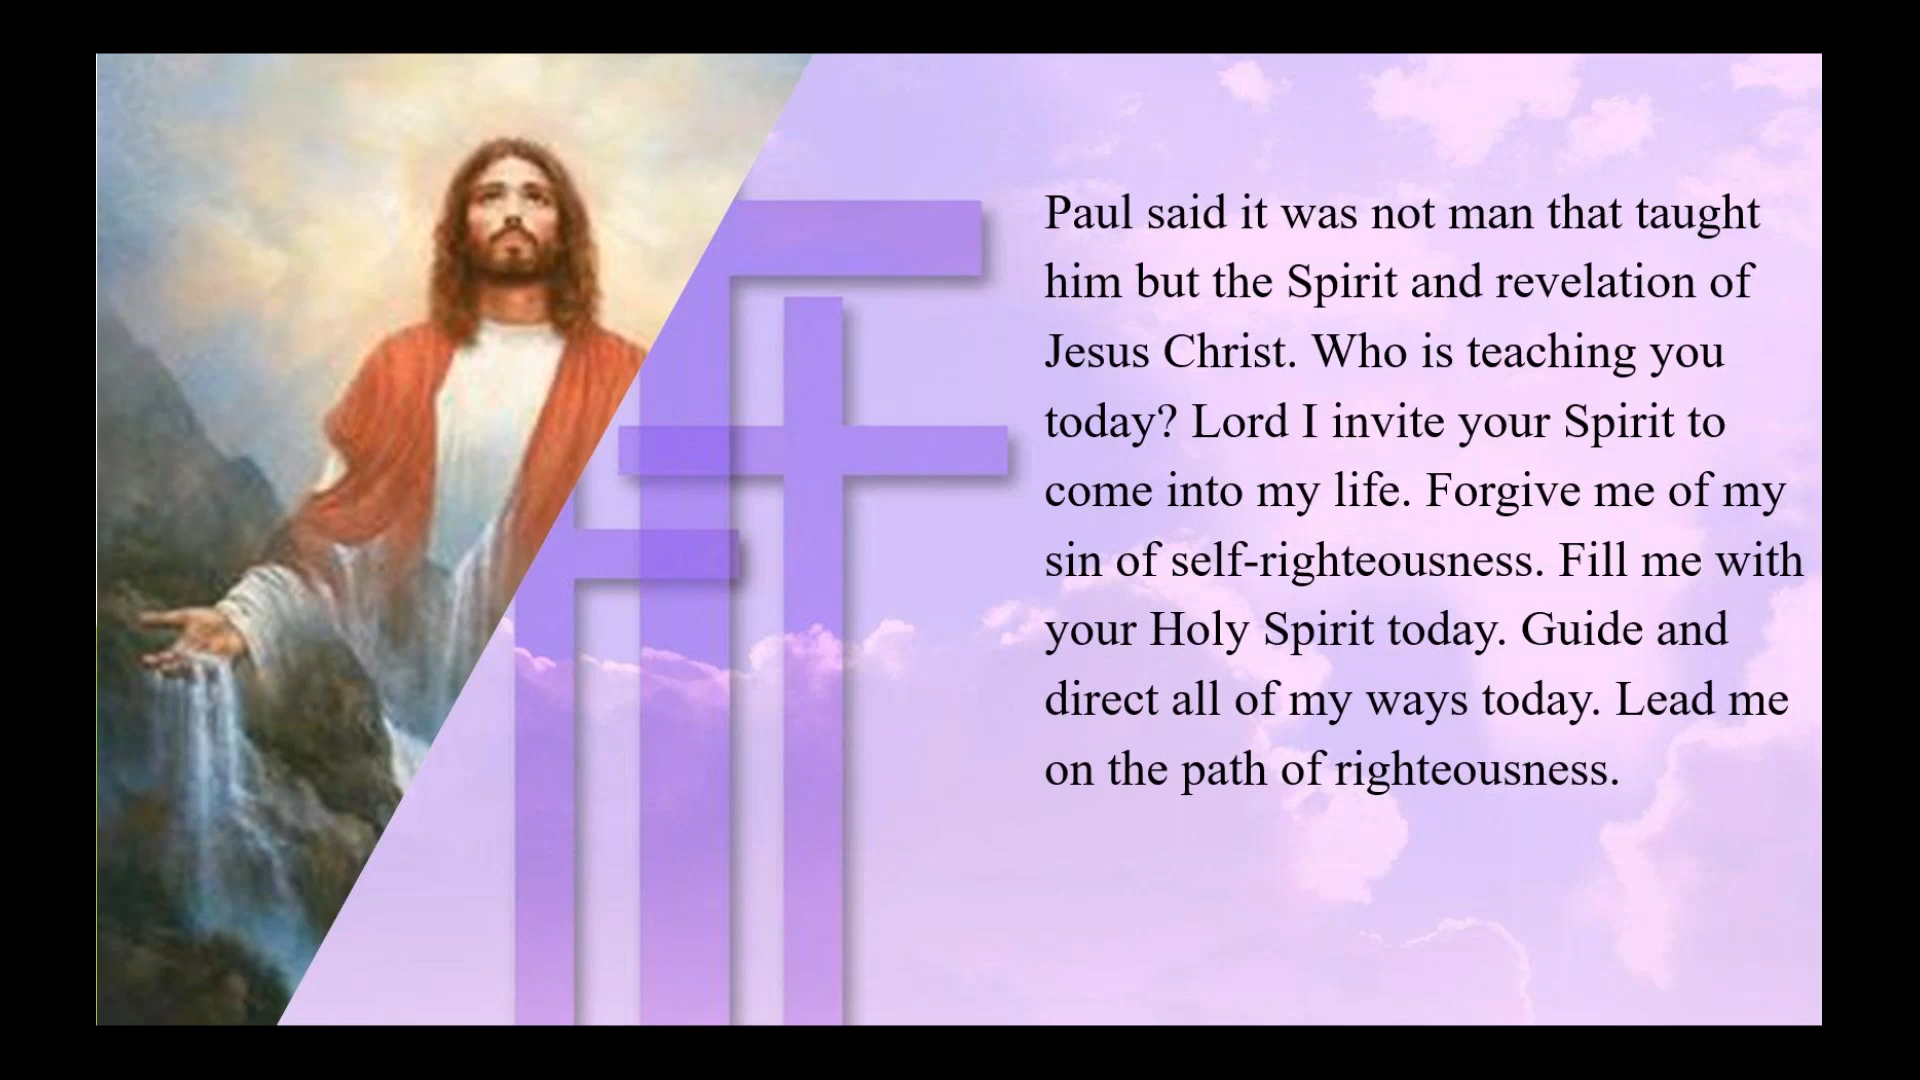 Paul said it was not man that taught
him but the Spirit and revelation of
Jesus Christ. Who is teaching you
today? Lord I invite your Spirit to
come into my life. Forgive me of my
sin of self-righteousness. Fill me with
your Holy Spirit today. Guide and
direct all of my ways today. Lead me
on the path of righteousness.